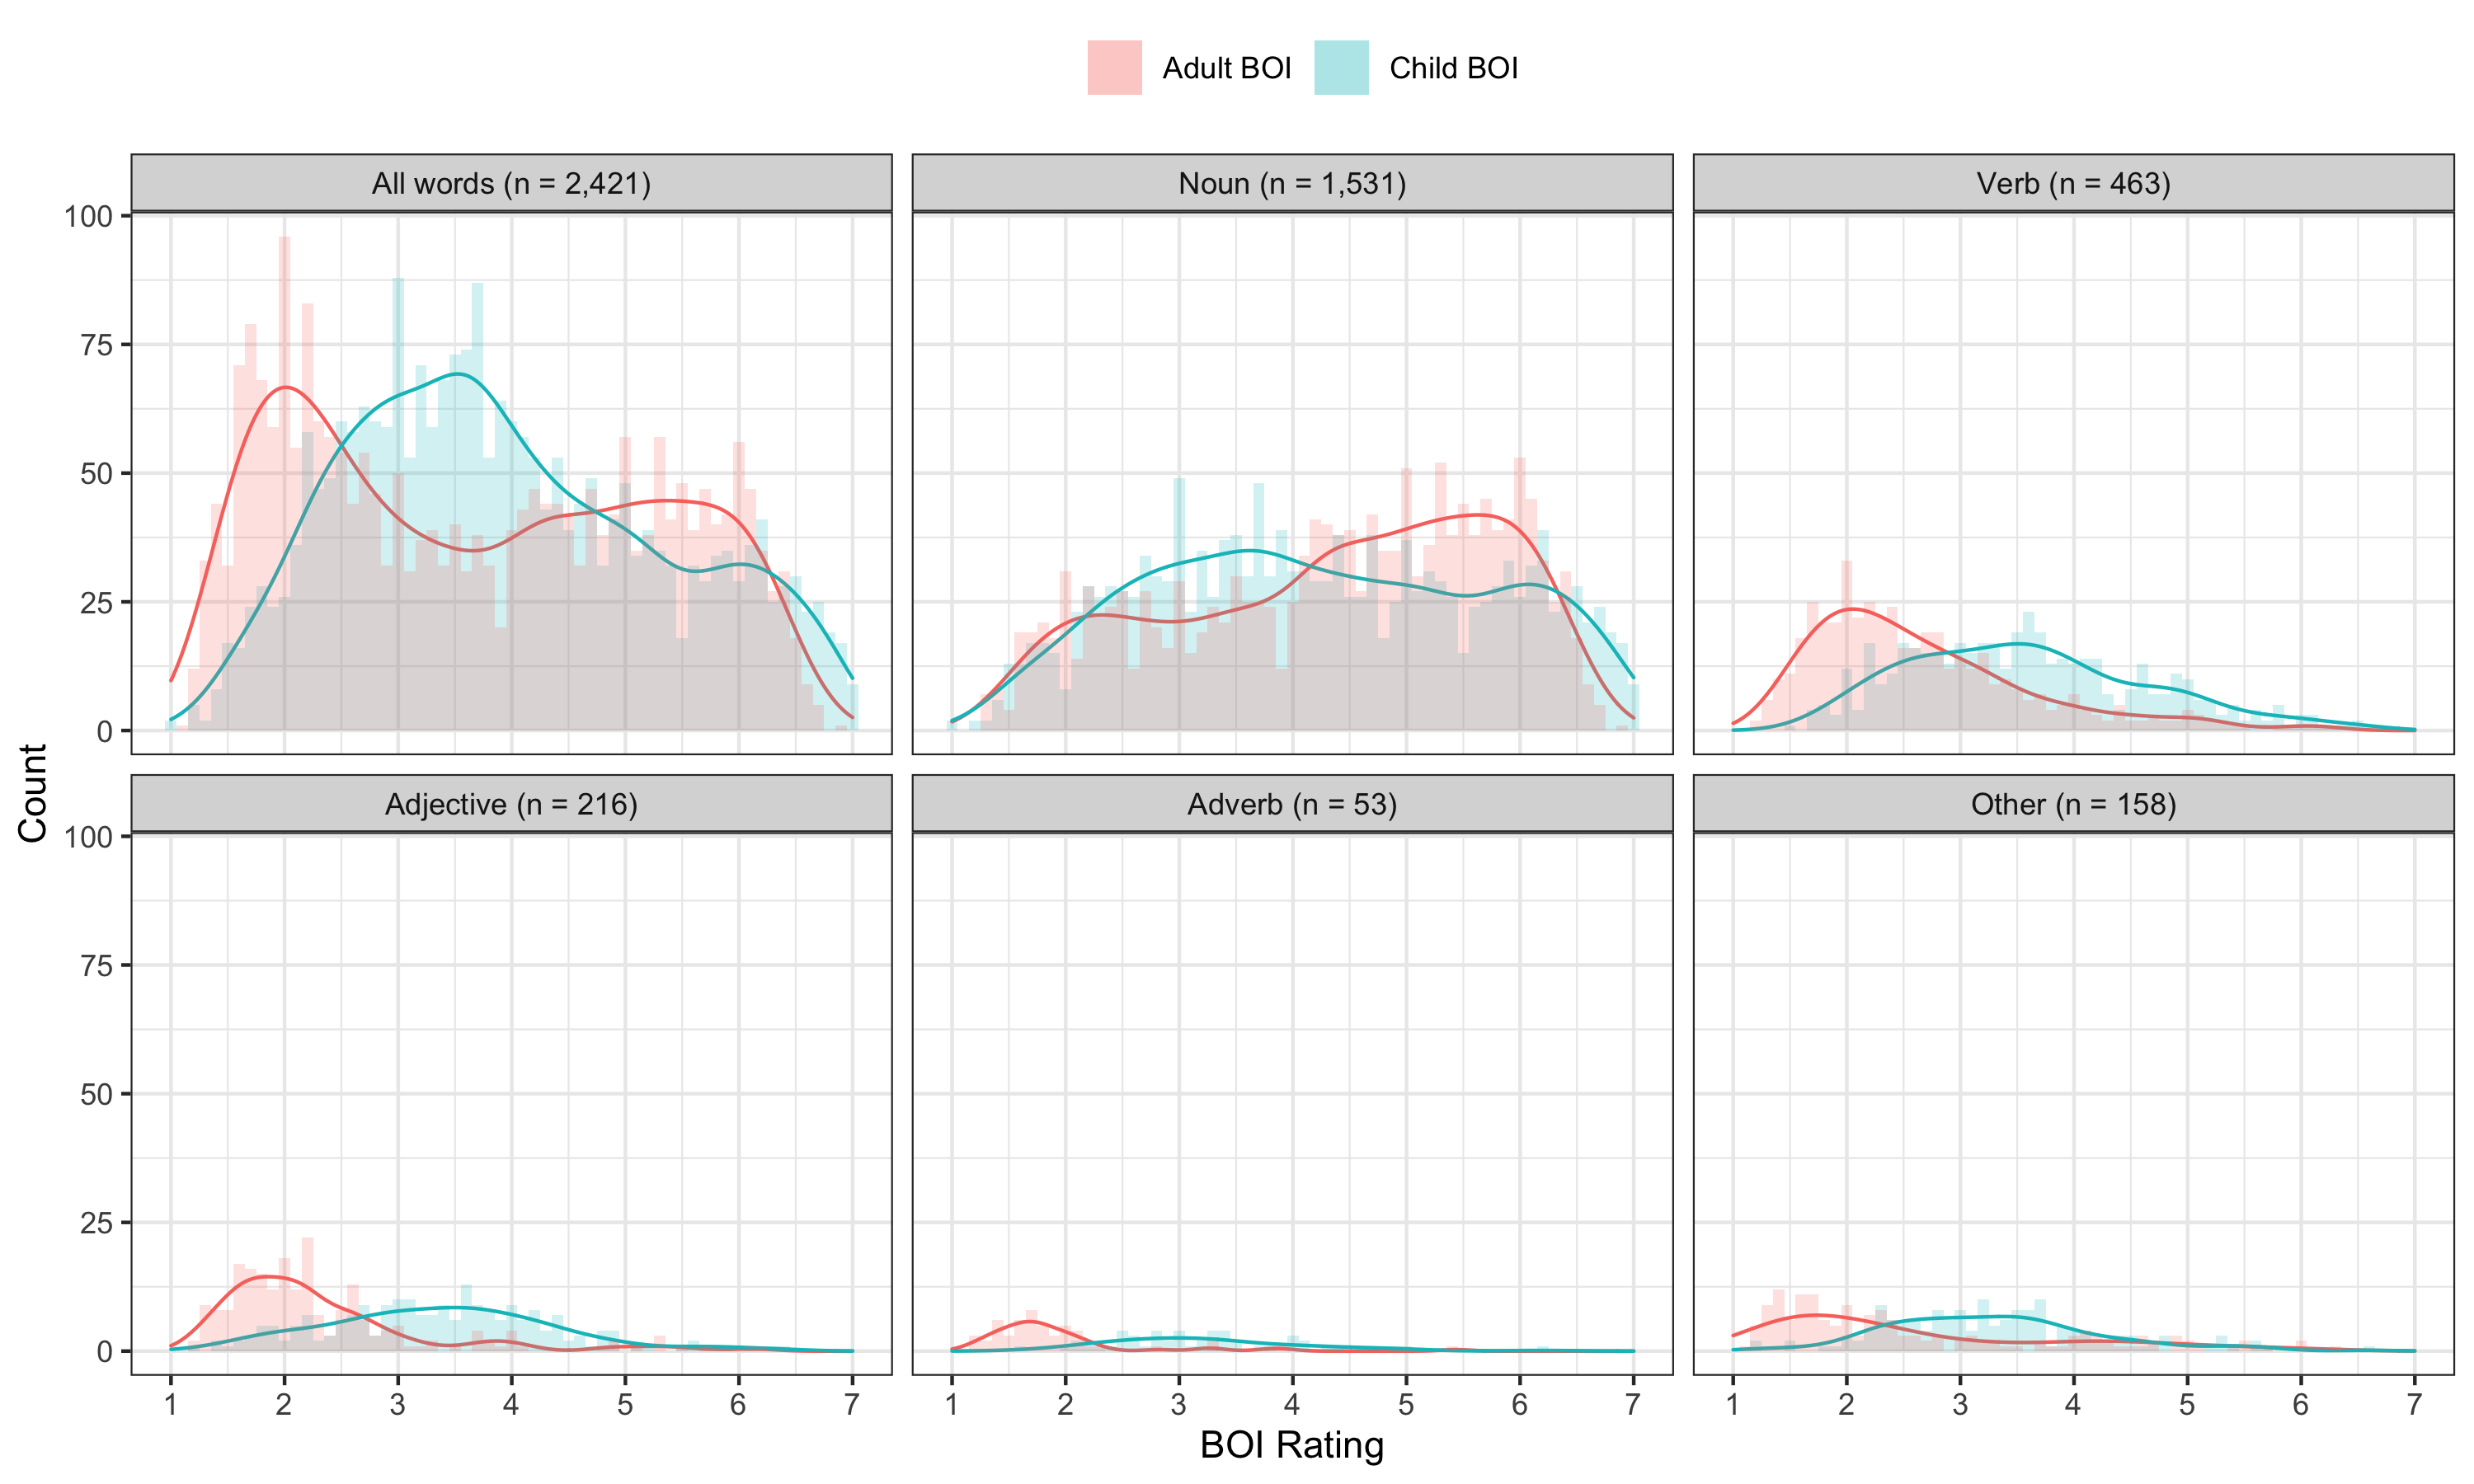 Adult BOI Child BOI
All words (n = 2,421) Noun (n = 1,531) Verb (n = 463)
100
75
50
25
0
Adjective (n = 216) Adverb (n = 53) Other (n = 158)
Count
100
75
50
25
0
1 2 3 4 5 6 7 1 2 3 4 5 6 7 1 2 3 4 5 6 7
BOI Rating